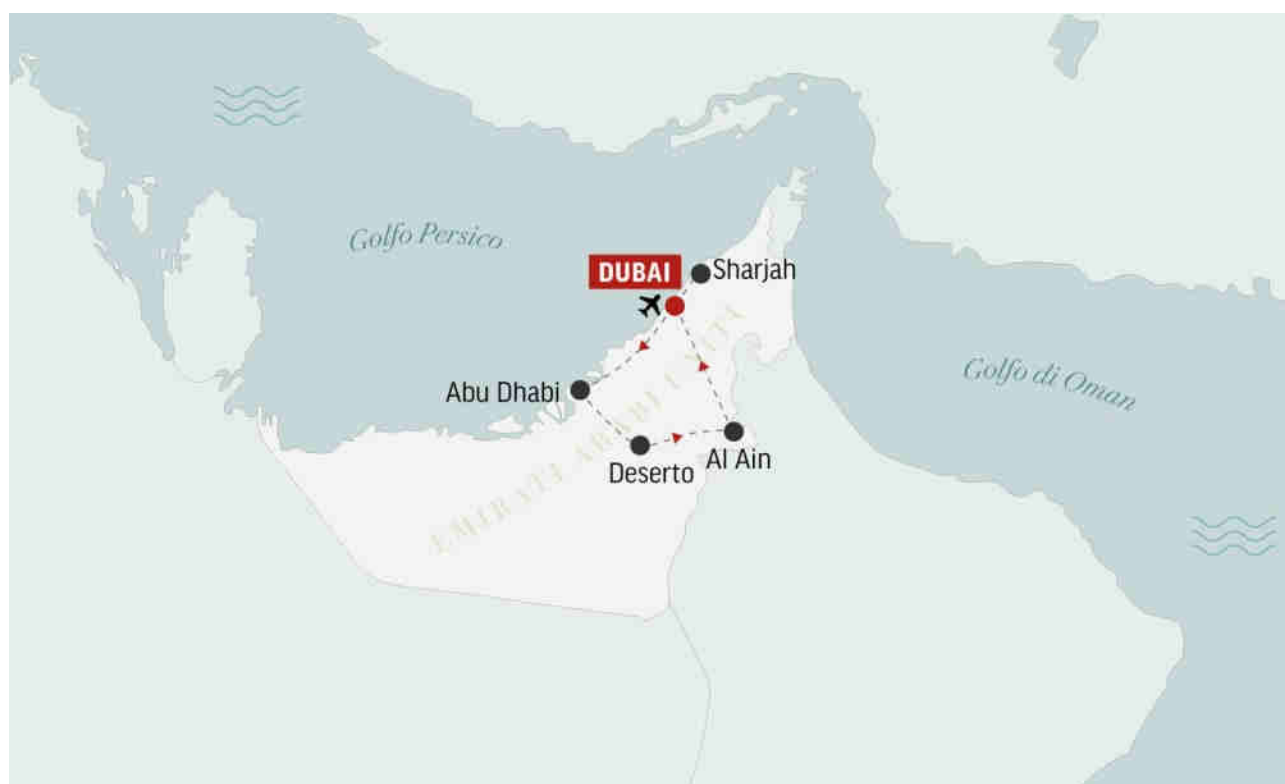 Golfo Persico
DUBAI
Sharjah
Golfo di Oman
Abu Dhabi
Deserto
Al Ain
EMIRATI ARABI UNITI